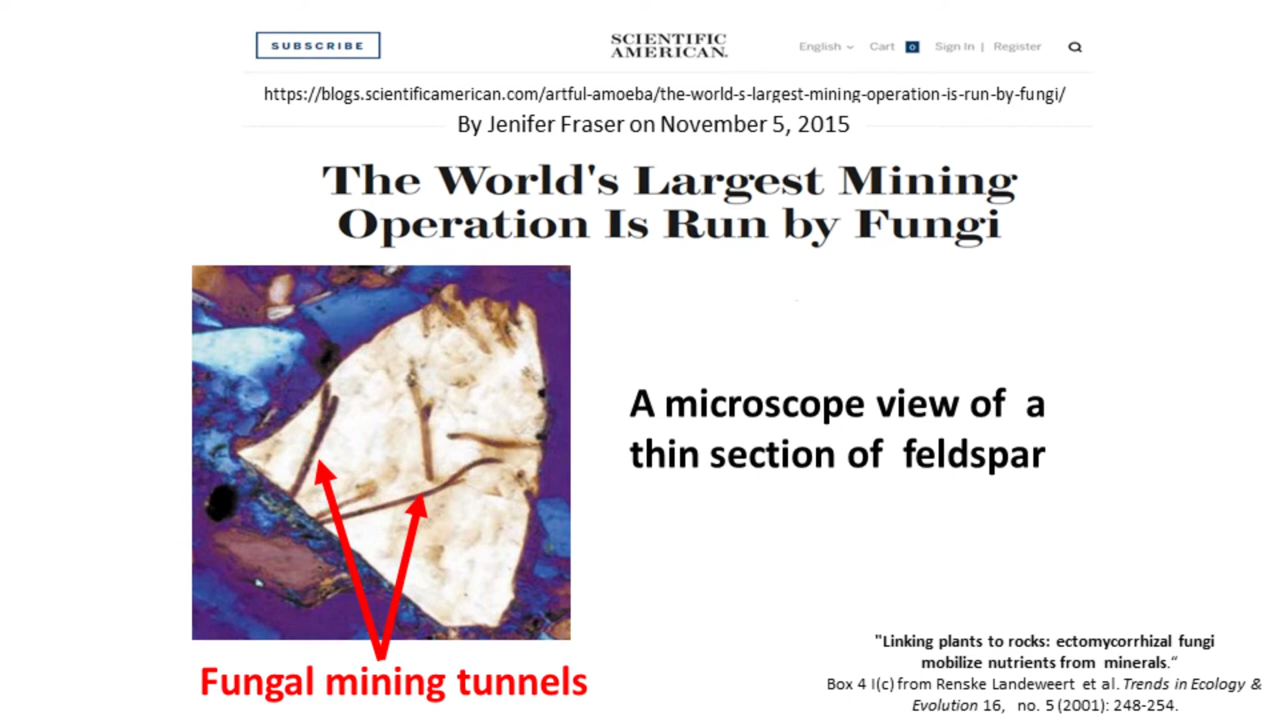 SUBSCRIBE
SCIENTIFIC
AMERICAN.
English Cart 0 Sign In | Register
https://blogs.scientificamerican.com/artful-amoeba/the-world-s-largest-mining-operation-is-run-by-fungi/
By Jenifer Fraser on November 5, 2015
The World's Largest Mining
Operation Is Run by Fungi
A microscope view of a
thin section of feldspar
Fungal mining tunnels
"Linking plants to rocks: ectomycorrhizal fungi
mobilize nutrients from minerals.“
Box 4 I(c) from Renske Landeweert et al. Trends in Ecology &
Evolution 16, no. 5 (2001): 248-254.